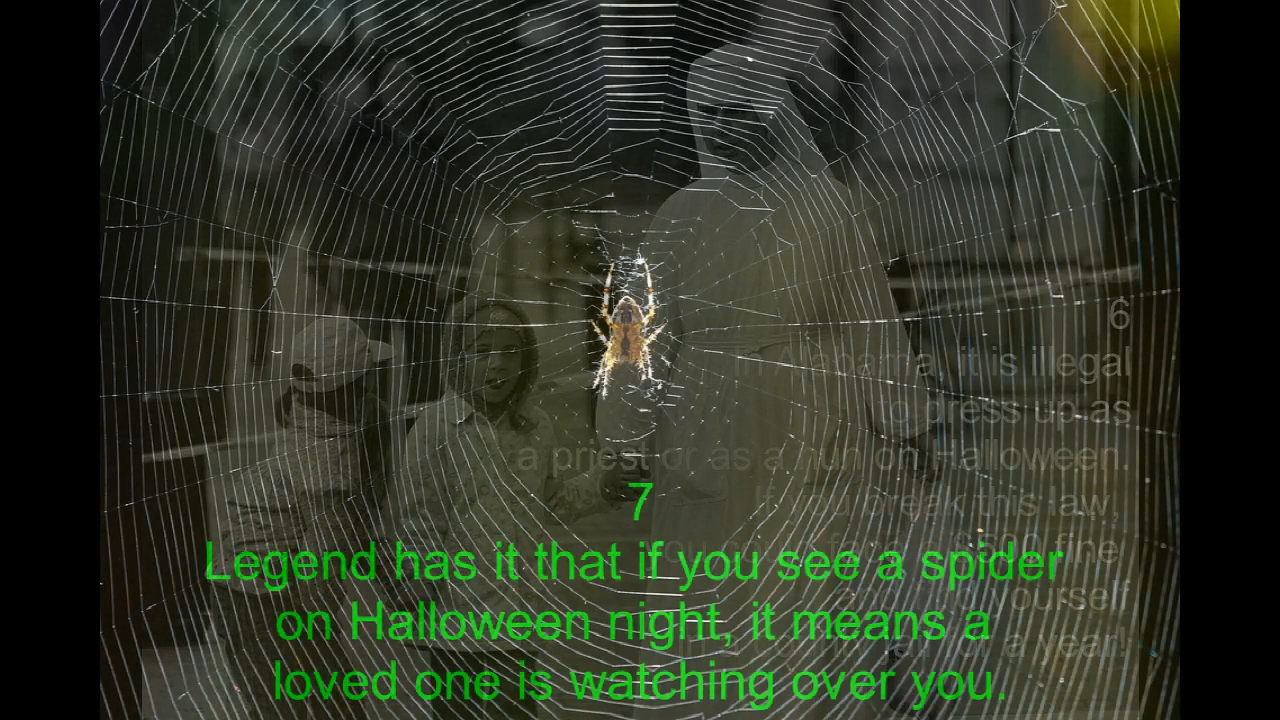 6
In Alabama, it is illegal
to dress up as
a priest or as a nun on Halloween.
If you break this law,
fine
yourself
a year!
7
Legend has it that if you see a spider
on Halloween night, it means a
loved one is watching over you.